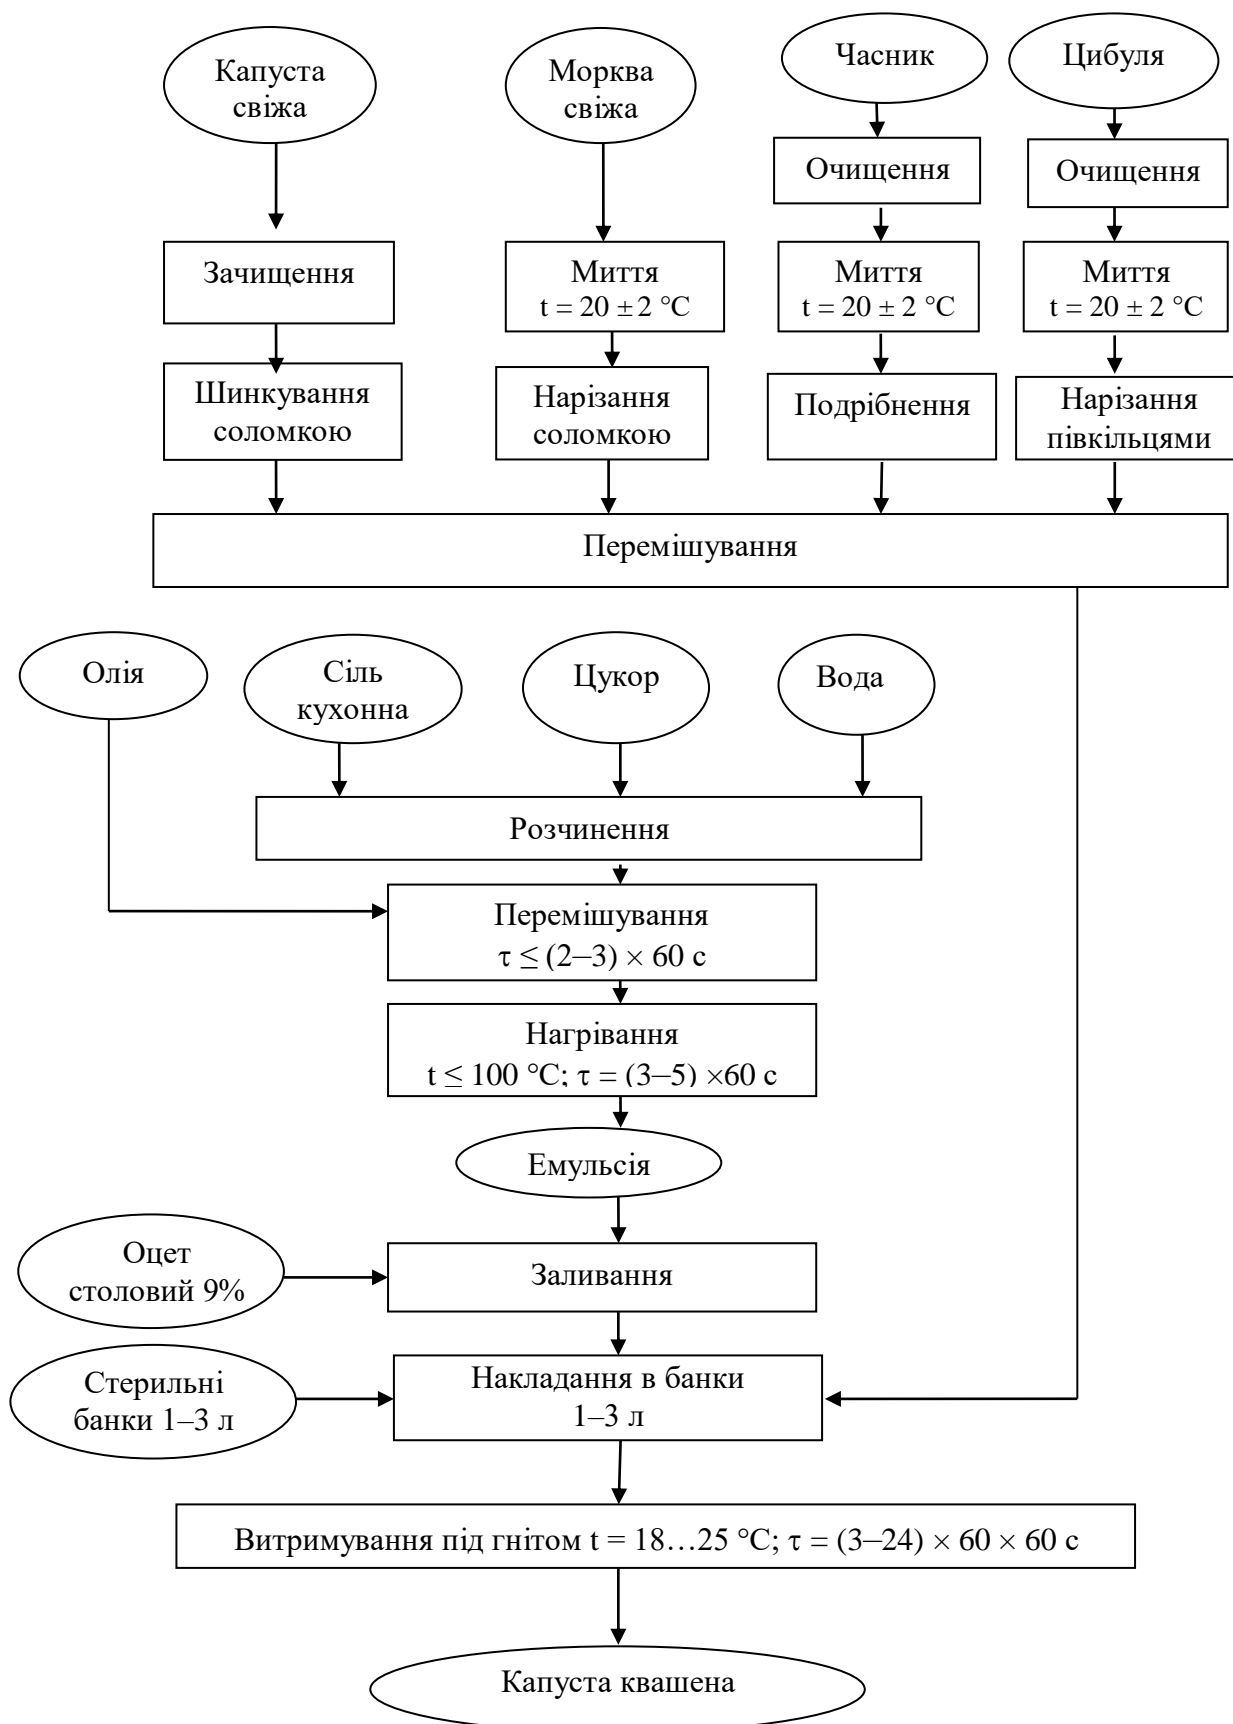 Капуста
свіжа
Морква
свіжа
Часник
Цибуля
Очищення
Очищення
Зачищення
Миття
t = 20 ± 2 °C
Миття
t = 20 ± 2 °C
Миття
t = 20 ± 2 °C
Шинкування
соломкою
Нарізання
соломкою
Подрібнення
Нарізання
півкільцями
Перемішування
Олія
Сіль
кухонна
Цукор
Вода
Розчинення
Перемішування
τ ≤ (2–3) × 60 с
Нагрівання
t ≤ 100 °C; τ = (3–5) ×60 с
Емульсія
Оцет
столовий 9%
Заливання
Стерильні
банки 1–3 л
Накладання в банки
1–3 л
Витримування під гнітом t = 18…25 °C; τ = (3–24) × 60 × 60 с
Капуста квашена